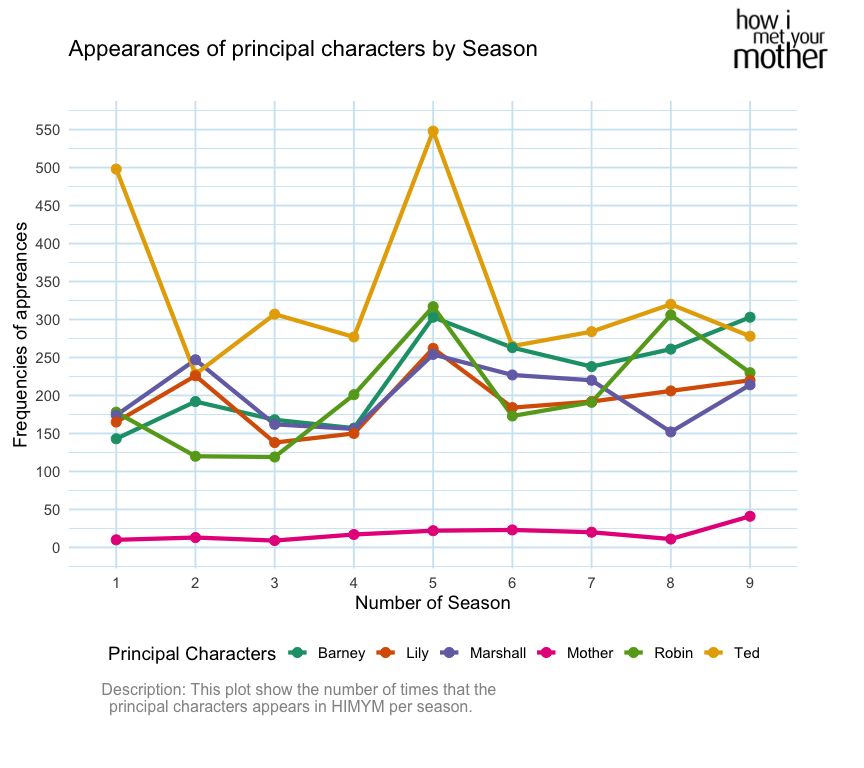 how i
met your
mother
Appearances of principal characters by Season
Frequencies of appreances
550
500
450
400
350
300
250
200
150
100
50
0
1 2 3 4 5 6 7 8 9
Number of Season
Principal Characters Barney Lily Marshall Mother Robin Ted
Description: This plot show the number of times that the
principal characters appears in HIMYM per season.